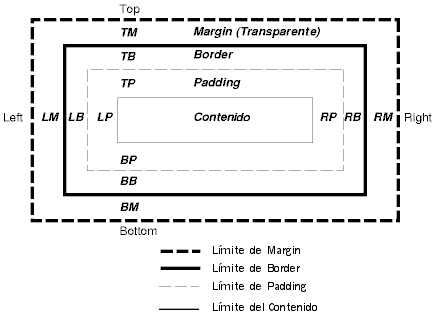 Top
TM Margin (Transparente)
TB Border
TP Padding
Left LM LB LP Contenido RP RB RM Right
BP
BB
BM
Bottom
Límite de Margin
Límite de Border
Límite de Padding
Límite del Contenido